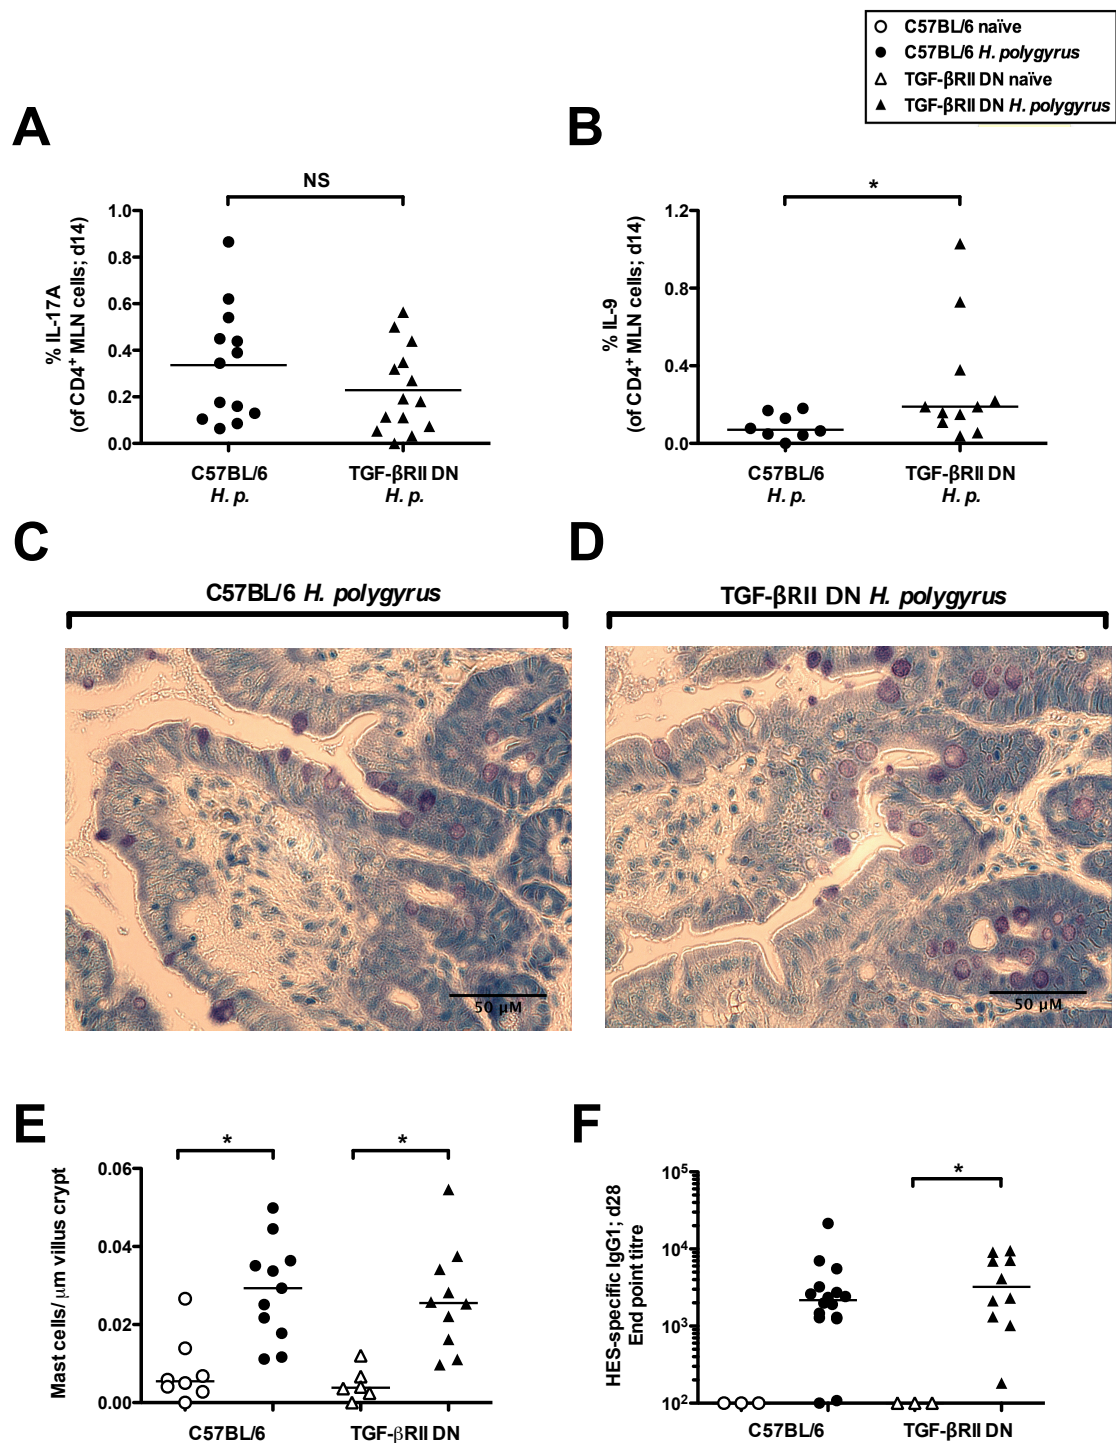 C57BL/6 naïve
C57BL/6 H. polygyrus
TGF-βRII DN naïve
TGF-βRII DN H. polygyrus
A
NS
% IL-17A
(of CD4⁺ MLN cells; d14)
1.0
0.8
0.6
0.4
0.2
0.0
C57BL/6
H. p.
TGF-βRII DN
H. p.
B
*
% IL-9
(of CD4⁺ MLN cells; d14)
1.2
0.8
0.4
0.0
C57BL/6
H. p.
TGF-βRII DN
H. p.
C
C57BL/6 H. polygyrus
50 µM
D
TGF-βRII DN H. polygyrus
50 µM
E
*
*
Mast cells/ µm villus crypt
0.06
0.04
0.02
0.00
C57BL/6
TGF-βRII DN
F
*
HES-specific IgG1; d28
End point titre
10⁵
10⁴
10³
10²
C57BL/6
TGF-βRII DN